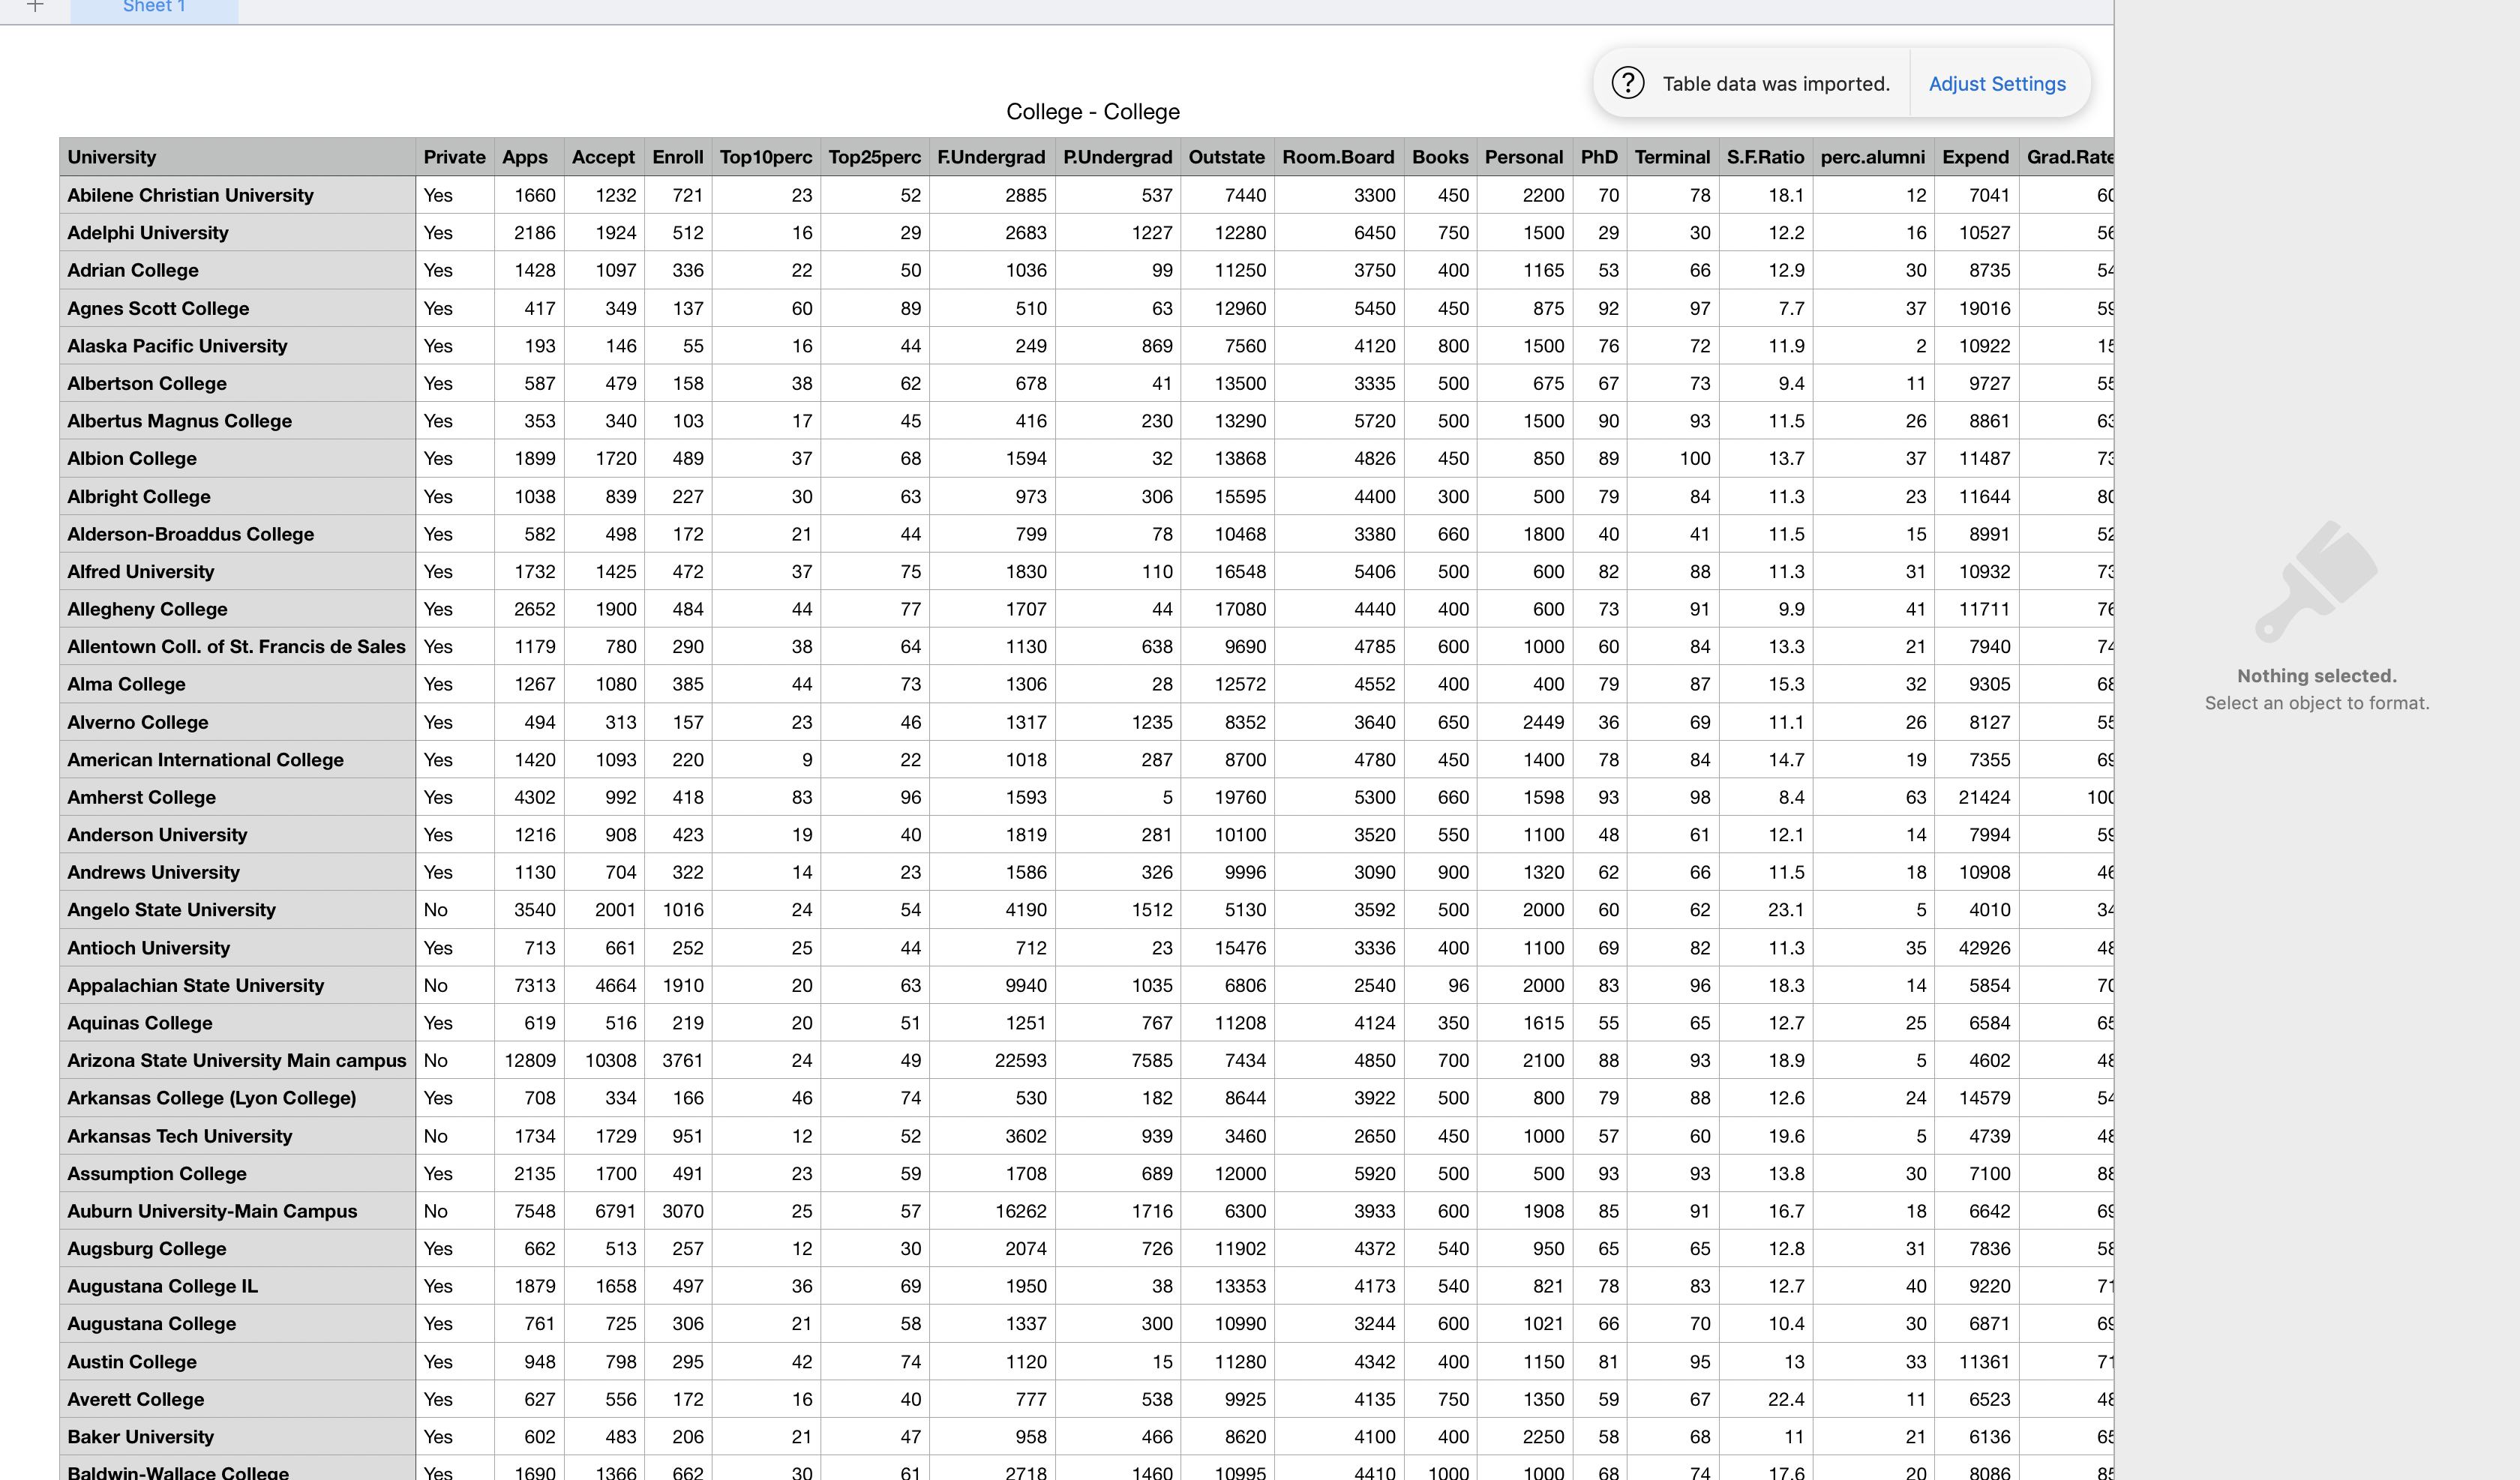 Sheet 1
Table data was imported. Adjust Settings
College - College
University Private Apps Accept Enroll Top10perc Top25perc F.Undergrad P.Undergrad Outstate Room.Board Books Personal PhD Terminal S.F.Ratio perc.alumni Expend Grad.Rate
Abilene Christian University Yes 1660 1232 721 23 52 2885 537 7440 3300 450 2200 70 78 18.1 12 7041 60
Adelphi University Yes 2186 1924 512 16 29 2683 1227 12280 6450 750 1500 29 30 12.2 16 10527 56
Adrian College Yes 1428 1097 336 22 50 1036 99 11250 3750 400 1165 53 66 12.9 30 8735 54
Agnes Scott College Yes 417 349 137 60 89 510 63 12960 5450 450 875 92 97 7.7 37 19016 59
Alaska Pacific University Yes 193 146 55 16 44 249 869 7560 4120 800 1500 76 72 11.9 2 10922 15
Albertson College Yes 587 479 158 38 62 678 41 13500 3335 500 675 67 73 9.4 11 9727 55
Albertus Magnus College Yes 353 340 103 17 45 416 230 13290 5720 500 1500 90 93 11.5 26 8861 63
Albion College Yes 1899 1720 489 37 68 1594 32 13868 4826 450 850 89 100 13.7 37 11487 73
Albright College Yes 1038 839 227 30 63 973 306 15595 4400 300 500 79 84 11.3 23 11644 80
Alderson-Broaddus College Yes 582 498 172 21 44 799 78 10468 3380 660 1800 40 41 11.5 15 8991 52
Alfred University Yes 1732 1425 472 37 75 1830 110 16548 5406 500 600 82 88 11.3 31 10932 73
Allegheny College Yes 2652 1900 484 44 77 1707 44 17080 4440 400 600 73 91 9.9 41 11711 76
Allentown Coll. of St. Francis de Sales Yes 1179 780 290 38 64 1130 638 9690 4785 600 1000 60 84 13.3 21 7940 74
Alma College Yes 1267 1080 385 44 73 1306 28 12572 4552 400 400 79 87 15.3 32 9305 68
Alverno College Yes 494 313 157 23 46 1317 1235 8352 3640 650 2449 36 69 11.1 26 8127 55
American International College Yes 1420 1093 220 9 22 1018 287 8700 4780 450 1400 78 84 14.7 19 7355 69
Amherst College Yes 4302 992 418 83 96 1593 5 19760 5300 660 1598 93 98 8.4 63 21424 100
Anderson University Yes 1216 908 423 19 40 1819 281 10100 3520 550 1100 48 61 12.1 14 7994 59
Andrews University Yes 1130 704 322 14 23 1586 326 9996 3090 900 1320 62 66 11.5 18 10908 46
Angelo State University No 3540 2001 1016 24 54 4190 1512 5130 3592 500 2000 60 62 23.1 5 4010 34
Antioch University Yes 713 661 252 25 44 712 23 15476 3336 400 1100 69 82 11.3 35 42926 48
Appalachian State University No 7313 4664 1910 20 63 9940 1035 6806 2540 96 2000 83 96 18.3 14 5854 70
Aquinas College Yes 619 516 219 20 51 1251 767 11208 4124 350 1615 55 65 12.7 25 6584 65
Arizona State University Main campus No 12809 10308 3761 24 49 22593 7585 7434 4850 700 2100 88 93 18.9 5 4602 48
Arkansas College (Lyon College) Yes 708 334 166 46 74 530 182 8644 3922 500 800 79 88 12.6 24 14579 54
Arkansas Tech University No 1734 1729 951 12 52 3602 939 3460 2650 450 1000 57 60 19.6 5 4739 48
Assumption College Yes 2135 1700 491 23 59 1708 689 12000 5920 500 500 93 93 13.8 30 7100 88
Auburn University-Main Campus No 7548 6791 3070 25 57 16262 1716 6300 3933 600 1908 85 91 16.7 18 6642 69
Augsburg College Yes 662 513 257 12 30 2074 726 11902 4372 540 950 65 65 12.8 31 7836 58
Augustana College IL Yes 1879 1658 497 36 69 1950 38 13353 4173 540 821 78 83 12.7 40 9220 71
Augustana College Yes 761 725 306 21 58 1337 300 10990 3244 600 1021 66 70 10.4 30 6871 69
Austin College Yes 948 798 295 42 74 1120 15 11280 4342 400 1150 81 95 13 33 11361 71
Averett College Yes 627 556 172 16 40 777 538 9925 4135 750 1350 59 67 22.4 11 6523 48
Baker University Yes 602 483 206 21 47 958 466 8620 4100 400 2250 58 68 11 21 6136 65
Baldwin-Wallace College Yes 1690 1366 662 30 61 2718 1460 10995 4410 1000 1000 68 74 17.6 20 8086 85
Nothing selected.
Select an object to format.